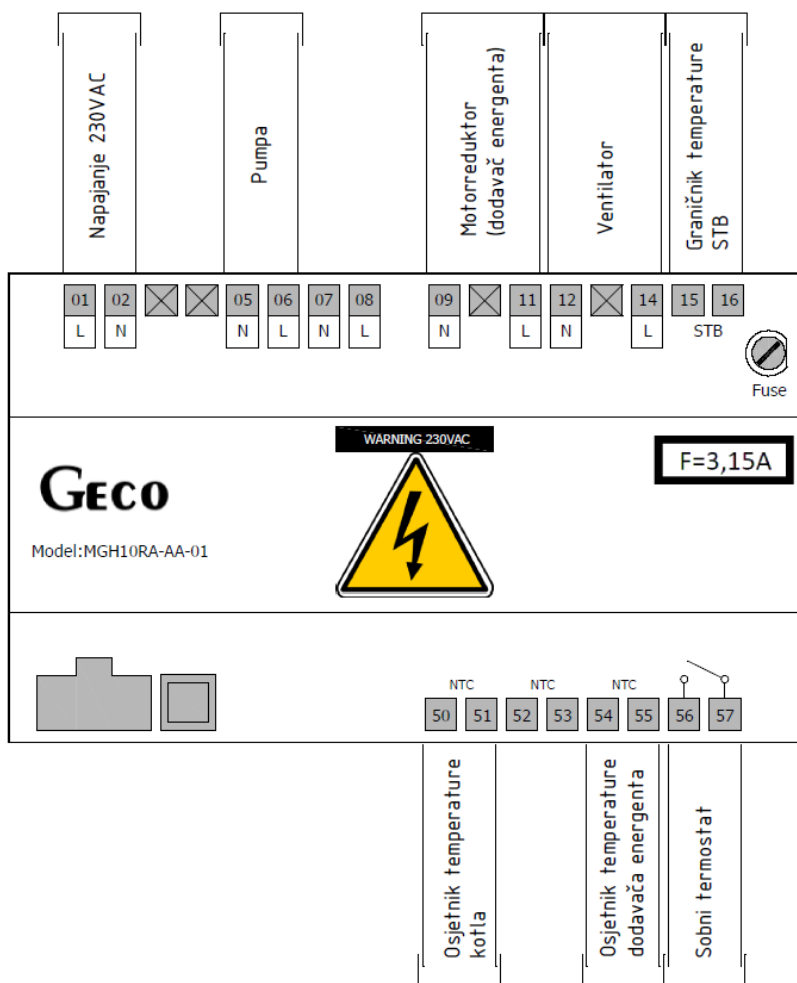 Napajanje 230VAC
Pumpa
Motorreduktor
(dodavač energenta)
Ventilator
Graničnik temperature
STB
01 02 05 06 07 08 09 11 12 14 15 16
L N N L N L N L N L STB
Fuse
WARNING 230VAC
F=3,15A
GECO
Model:MGH10RA-AA-01
NTC NTC NTC
50 51 52 53 54 55 56 57
Osjetnik temperature
kotla
Osjetnik temperature
dodavača energenta
Sobni termostat